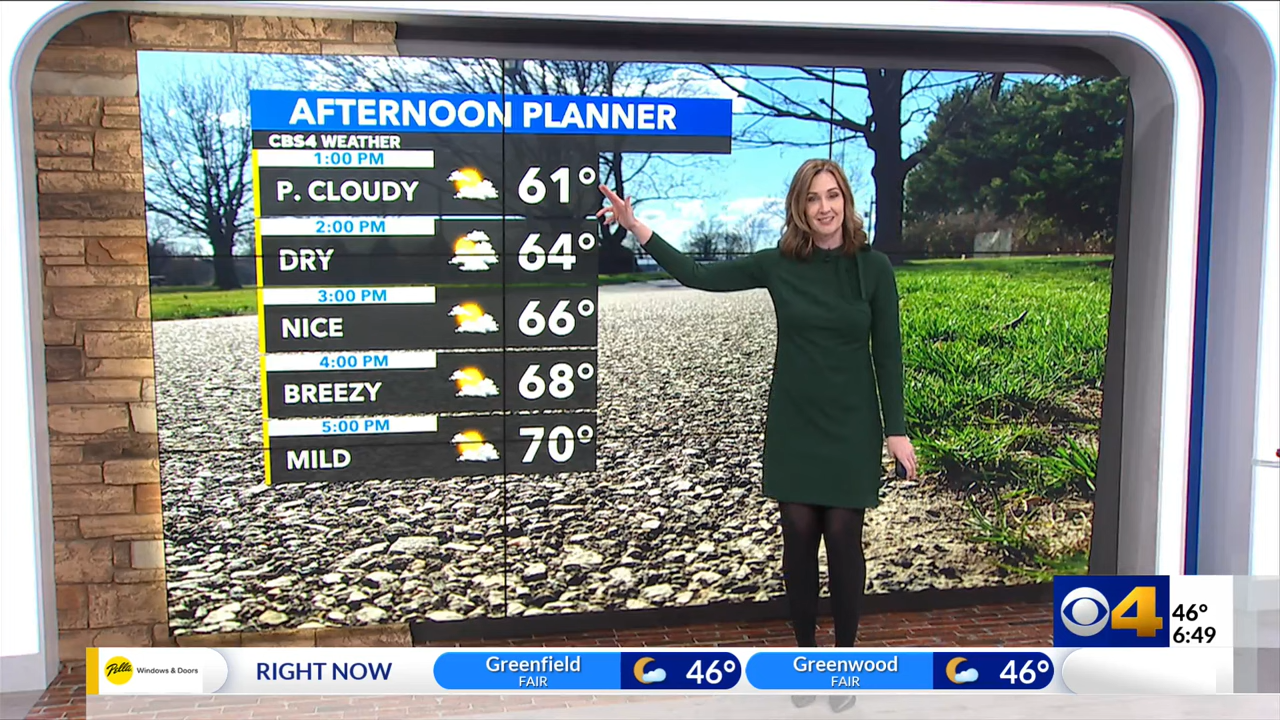 AFTERNOON PLANNER
CBS4 WEATHER
1:00 PM
P. CLOUDY 61°
2:00 PM
DRY 64°
3:00 PM
NICE 66°
4:00 PM
BREEZY 68°
5:00 PM
MILD 70°
4 46°
6:49
Pella Windows & Doors
RIGHT NOW
Greenfield
FAIR
46°
Greenwood
FAIR
46°